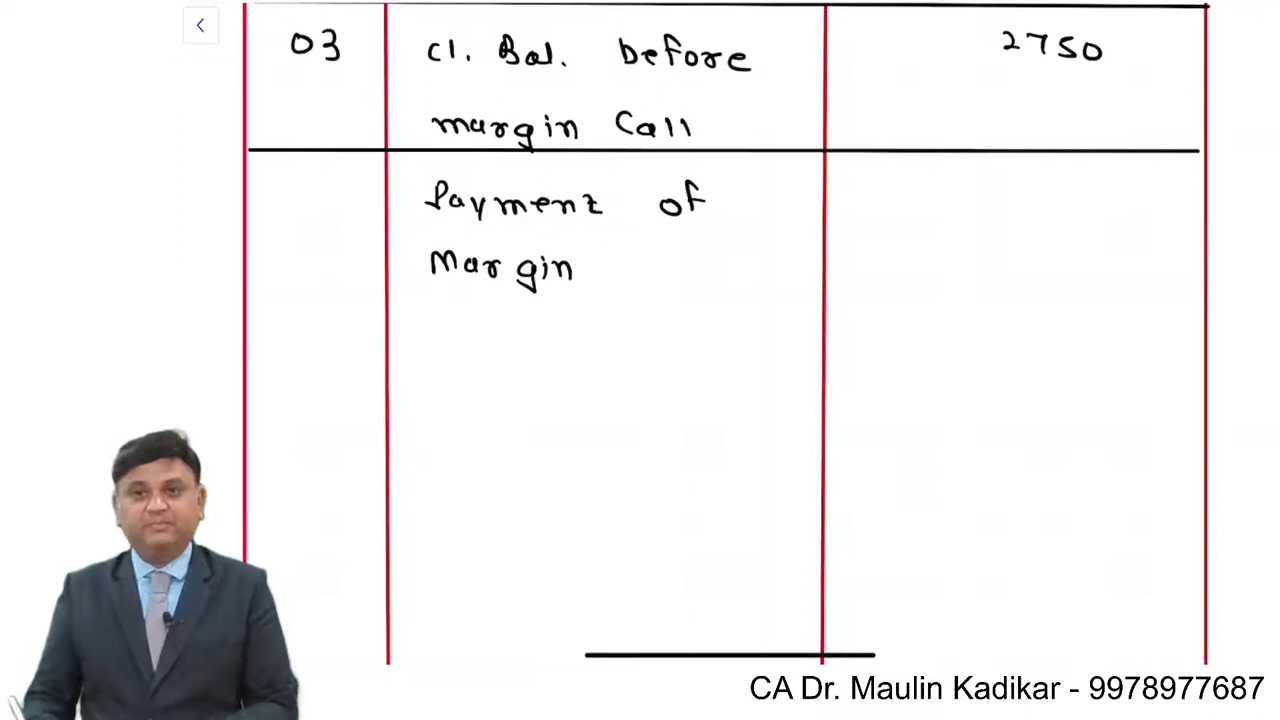 03 Cl. Bal. before 2750
margin Call
Payment of
Margin
CA Dr. Maulin Kadikar - 9978977687